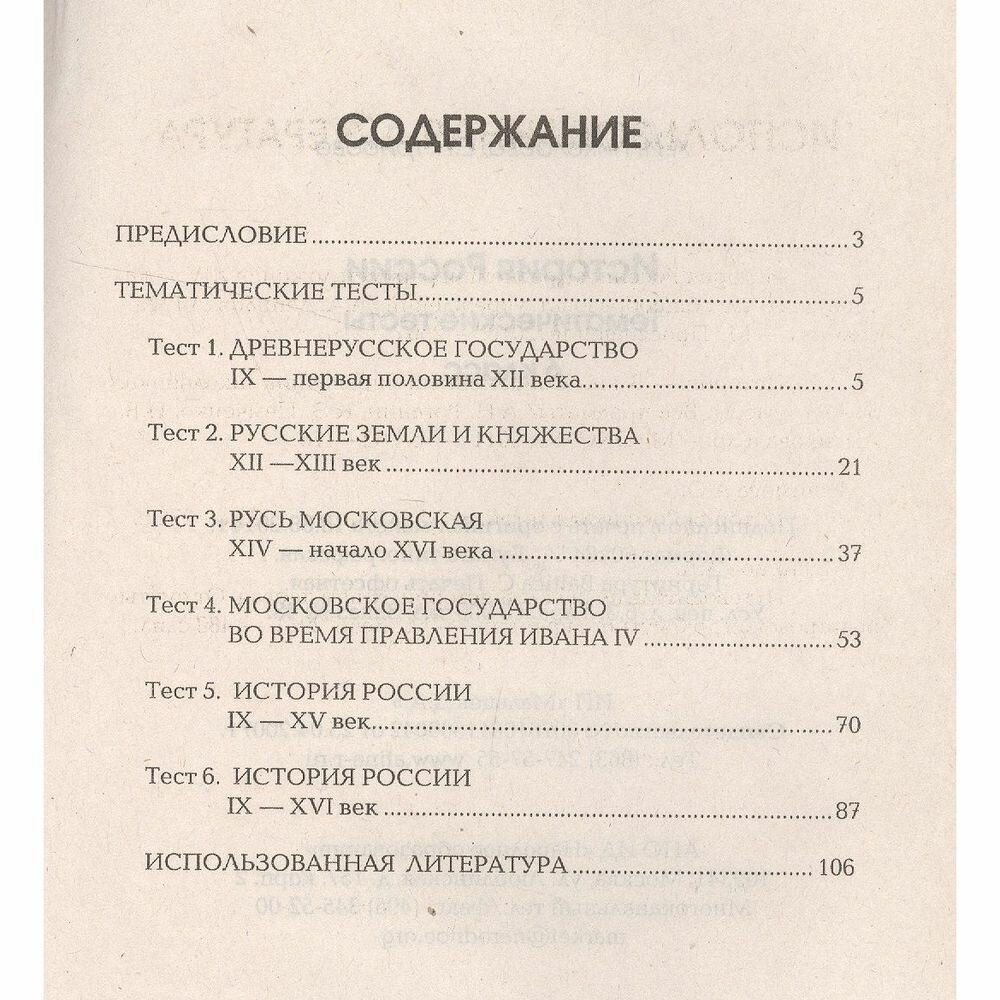 СОДЕРЖАНИЕ
ПРЕДИСЛОВИЕ 3
ТЕМАТИЧЕСКИЕ ТЕСТЫ 5
Тест 1. ДРЕВНЕРУССКОЕ ГОСУДАРСТВО
IX — первая половина XII века 5
Тест 2. РУССКИЕ ЗЕМЛИ И КНЯЖЕСТВА
XII —XIII век 21
Тест 3. РУСЬ МОСКОВСКАЯ
XIV — начало XVI века 37
Тест 4. МОСКОВСКОЕ ГОСУДАРСТВО
ВО ВРЕМЯ ПРАВЛЕНИЯ ИВАНА IV 53
Тест 5. ИСТОРИЯ РОССИИ
IX — XV век 70
Тест 6. ИСТОРИЯ РОССИИ
IX — XVI век 87
ИСПОЛЬЗОВАННАЯ ЛИТЕРАТУРА 106